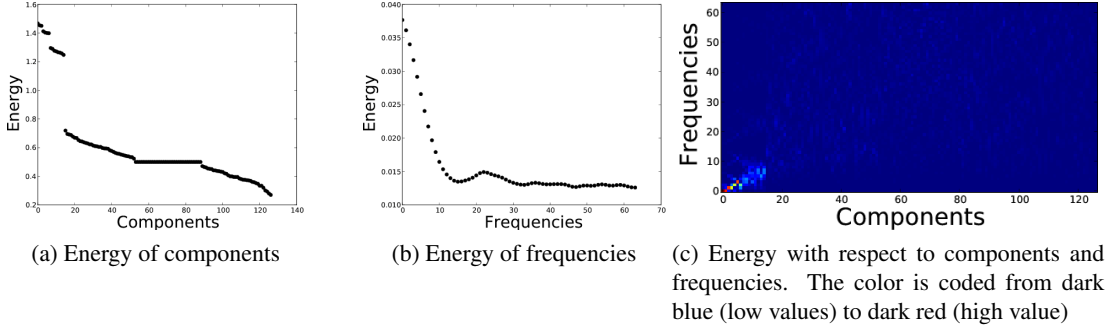 1.6
1.4
1.2
1.0
0.8
0.6
0.4
0.2
Energy
0 20 40 60 80 100 120 140
Components
(a) Energy of components
0.040
0.035
0.030
0.025
0.020
0.015
0.010
Energy
0 10 20 30 40 50 60 70
Frequencies
(b) Energy of frequencies
60
50
40
30
20
10
0
Frequencies
0 20 40 60 80 100 120
Components
(c) Energy with respect to components and
frequencies. The color is coded from dark
blue (low values) to dark red (high value)